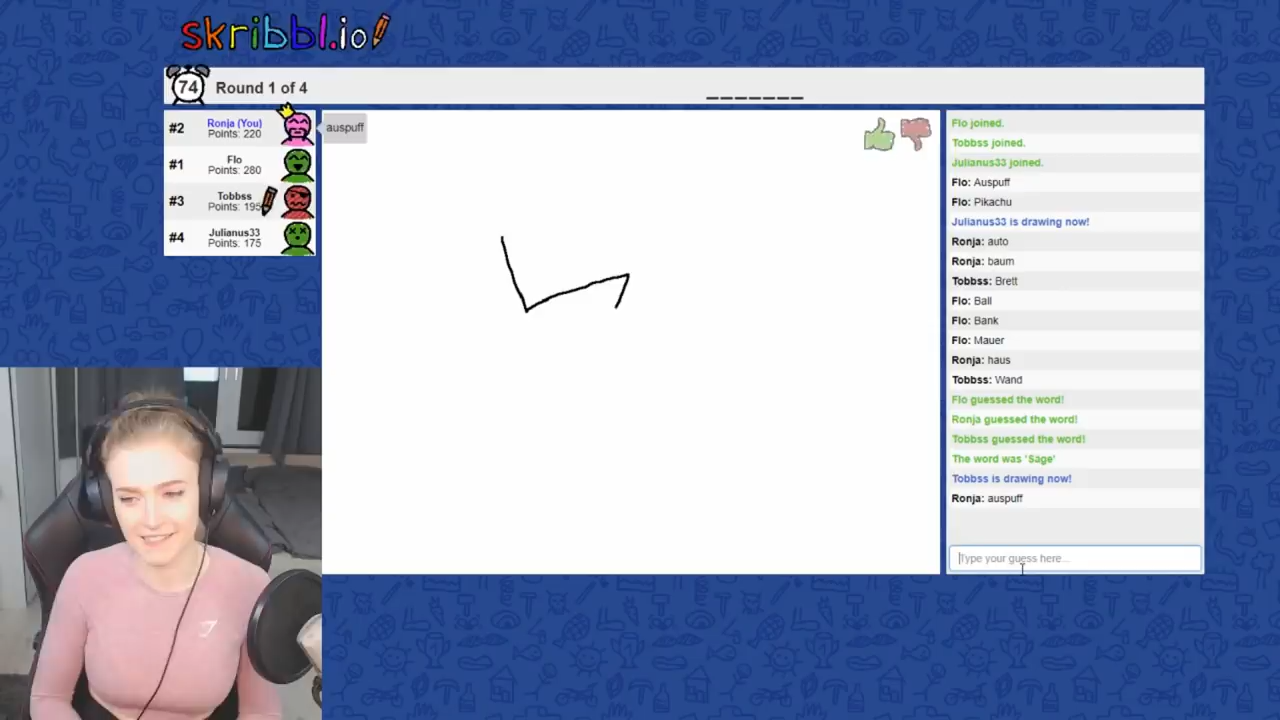 skribbl.io
74 Round 1 of 4
_______
#2 Ronja (You)
Points: 220
auspuff
#1 Flo
Points: 280
#3 Tobbss
Points: 195
#4 Julianus33
Points: 175
Flo joined.
Tobbss joined.
Julianus33 joined.
Flo: Auspuff
Flo: Pikachu
Julianus33 is drawing now!
Ronja: auto
Ronja: baum
Tobbss: Brett
Flo: Ball
Flo: Bank
Flo: Mauer
Ronja: haus
Tobbss: Wand
Flo guessed the word!
Ronja guessed the word!
Tobbss guessed the word!
The word was 'Säge'
Tobbss is drawing now!
Ronja: auspuff
Type your guess here...